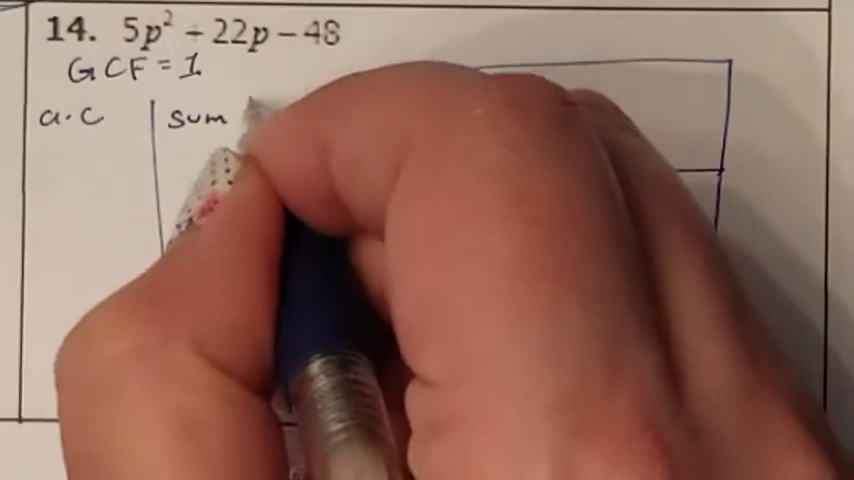 14. 5p² + 22p − 48
GCF = 1
a·c sum